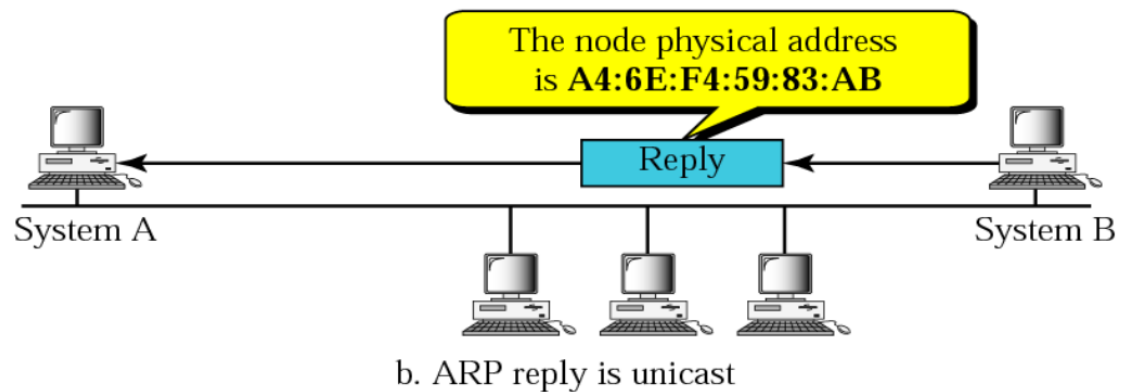 The node physical address
is A4:6E:F4:59:83:AB
Reply
System A
System B
b. ARP reply is unicast